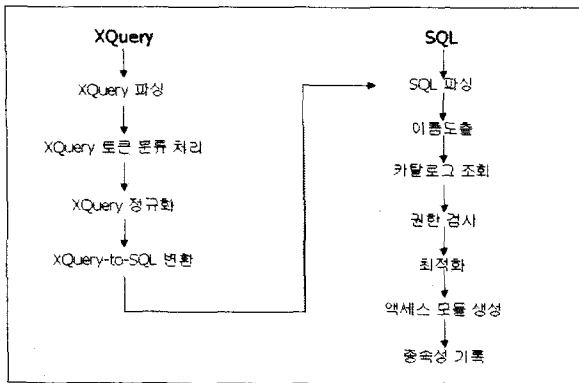 XQuery
XQuery 파싱
XQuery 토큰 분류 처리
XQuery 정규화
XQuery-to-SQL 변환
SQL
SQL 파싱
이름도출
카탈로그 조회
권한 검사
최적화
액세스 모듈 생성
종속성 기록